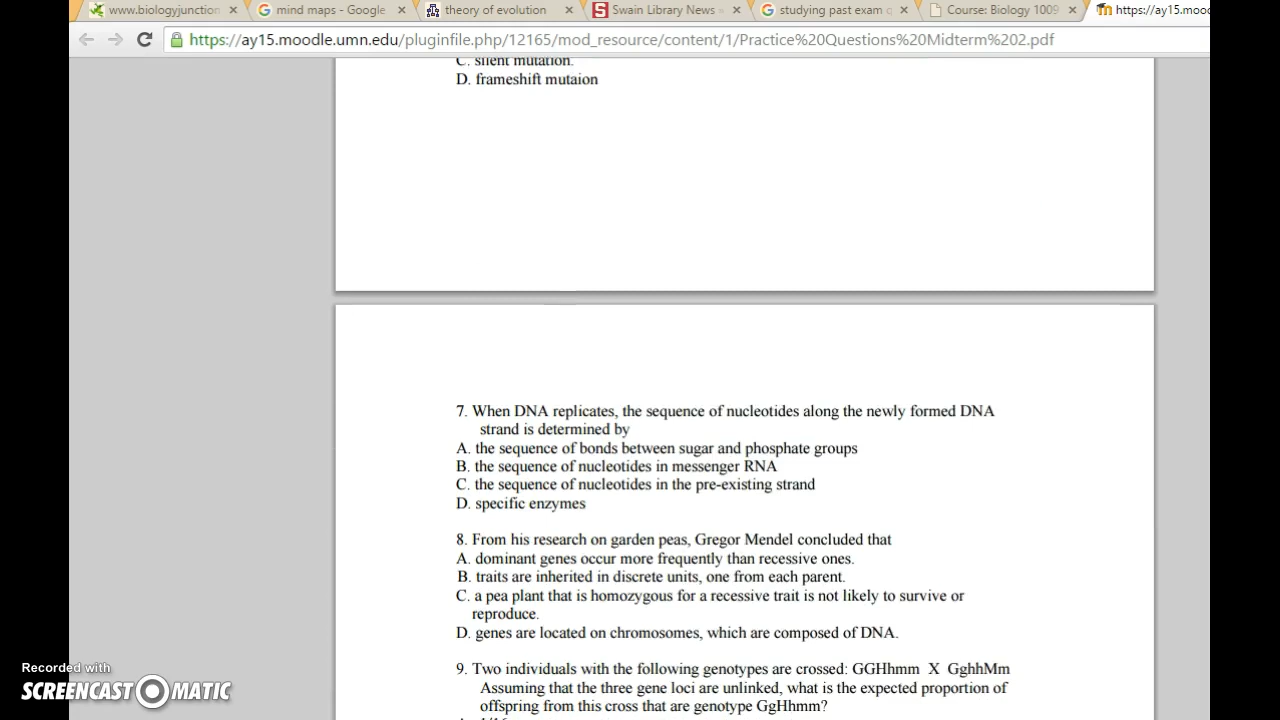 www.biologyjunction
mind maps - Google
theory of evolution
Swain Library News
studying past exam q
Course: Biology 1009
https://ay15.mood
https://ay15.moodle.umn.edu/pluginfile.php/12165/mod_resource/content/1/Practice%20Questions%20Midterm%202.pdf
C. silent mutation.
D. frameshift mutaion
7. When DNA replicates, the sequence of nucleotides along the newly formed DNA
strand is determined by
A. the sequence of bonds between sugar and phosphate groups
B. the sequence of nucleotides in messenger RNA
C. the sequence of nucleotides in the pre-existing strand
D. specific enzymes
8. From his research on garden peas, Gregor Mendel concluded that
A. dominant genes occur more frequently than recessive ones.
B. traits are inherited in discrete units, one from each parent.
C. a pea plant that is homozygous for a recessive trait is not likely to survive or
reproduce.
D. genes are located on chromosomes, which are composed of DNA.
9. Two individuals with the following genotypes are crossed: GGHhmm X GghhMm
Assuming that the three gene loci are unlinked, what is the expected proportion of
offspring from this cross that are genotype GgHhmm?
Recorded with
SCREENCAST O MATIC